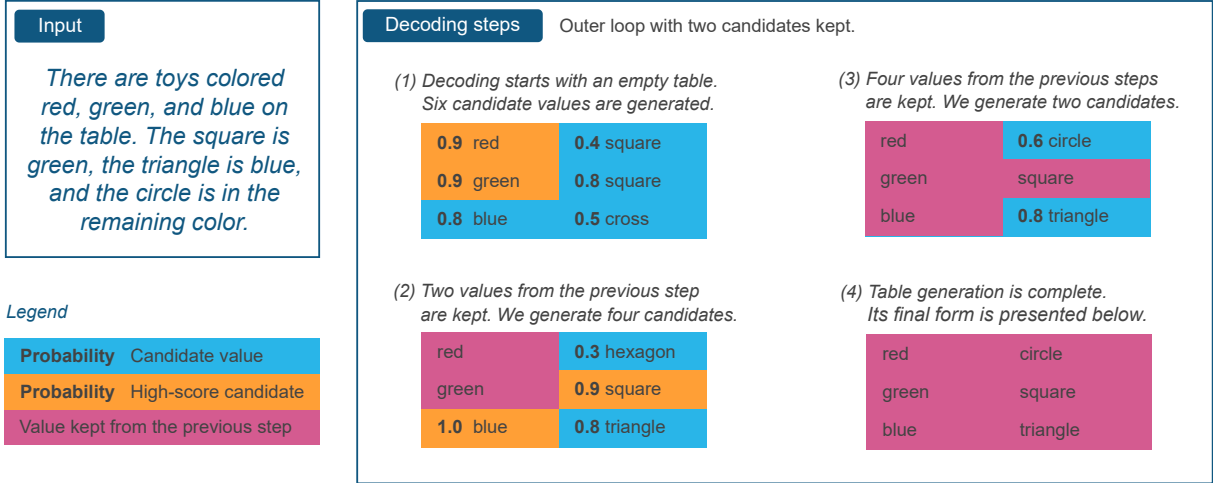 Input
There are toys colored
red, green, and blue on
the table. The square is
green, the triangle is blue,
and the circle is in the
remaining color.
Legend
Probability Candidate value
Probability High-score candidate
Value kept from the previous step
Decoding steps Outer loop with two candidates kept.
(1) Decoding starts with an empty table.
Six candidate values are generated.
0.9 red 0.4 square
0.9 green 0.8 square
0.8 blue 0.5 cross
(2) Two values from the previous step
are kept. We generate four candidates.
red 0.3 hexagon
green 0.9 square
1.0 blue 0.8 triangle
(3) Four values from the previous steps
are kept. We generate two candidates.
red 0.6 circle
green square
blue 0.8 triangle
(4) Table generation is complete.
Its final form is presented below.
red circle
green square
blue triangle